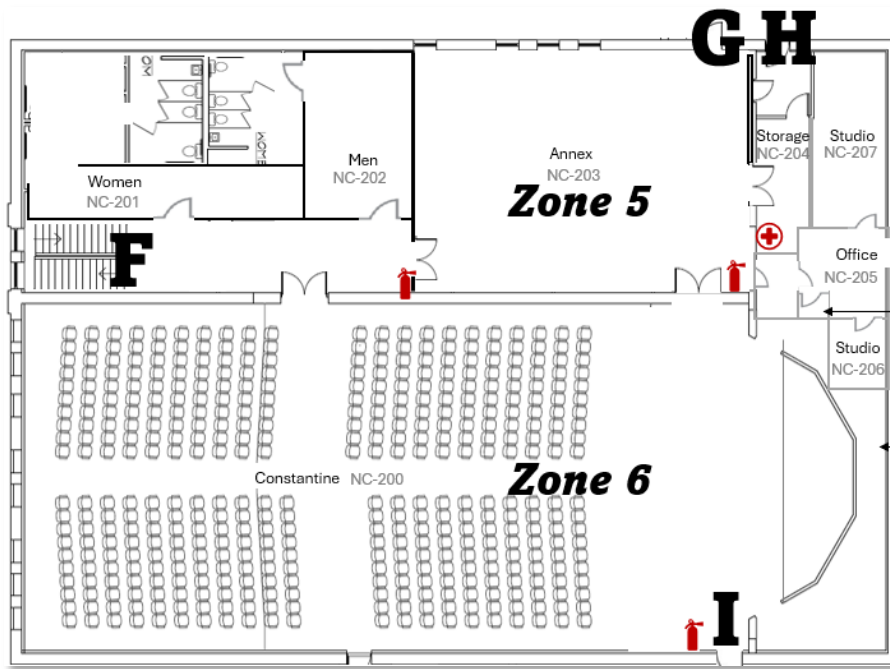 G H
Women
NC-201
Men
NC-202
Annex
NC-203
Zone 5
Storage
NC-204
Studio
NC-207
F
Office
NC-205
Studio
NC-206
Constantine NC-200
Zone 6
I